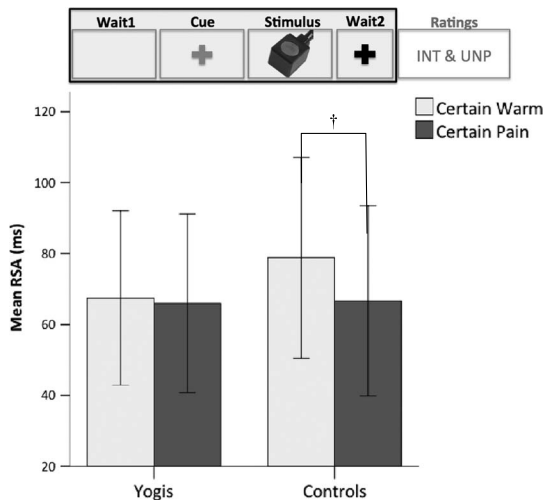 Wait1 Cue Stimulus Wait2 Ratings
INT & UNP
Certain Warm
Certain Pain
†
120
100
80
60
40
20
Mean RSA (ms)
Yogis Controls